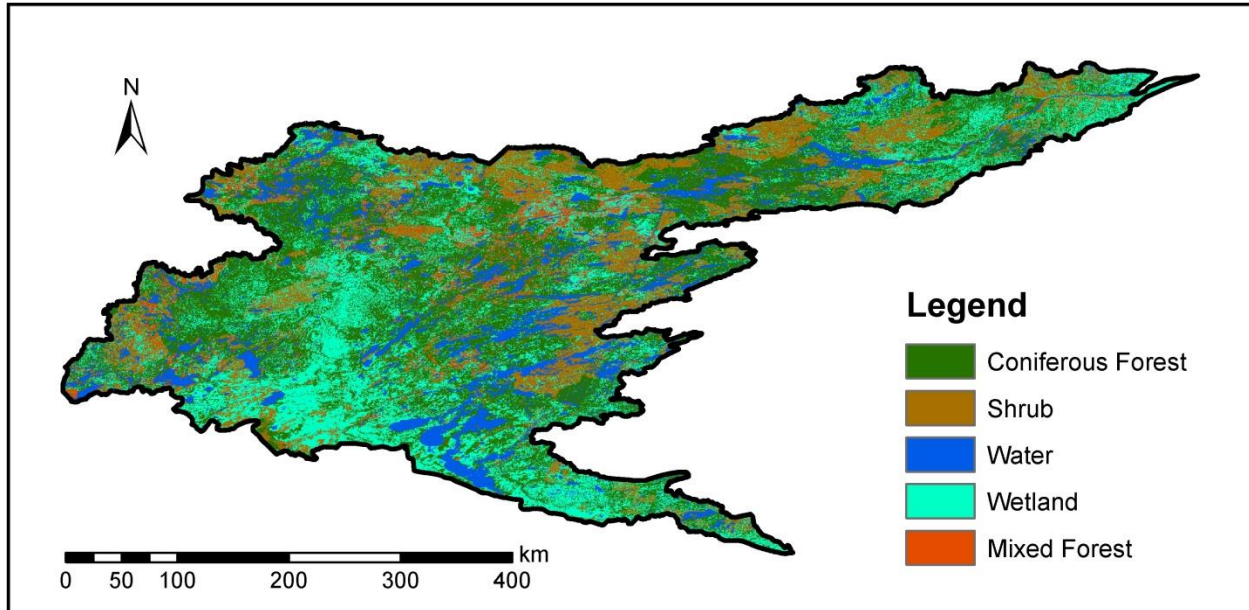 N
Legend
Coniferous Forest
Shrub
Water
Wetland
Mixed Forest
km
0 50 100 200 300 400